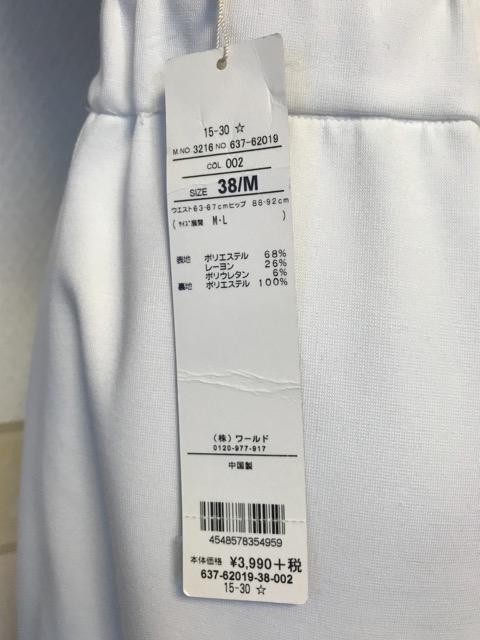 15-30 ☆
M.NO 3216 NO 637-62019
COL 002
SIZE 38/M
ウエスト63-67cmヒップ 88-92cm
(サイズ展開 M・L )
表地 ポリエステル 68%
レーヨン 26%
ポリウレタン 6%
裏地 ポリエステル 100%
(株)ワールド
0120-977-917
中国製
4548578354959
本体価格 ¥3,990+税
637-62019-38-002
15-30 ☆